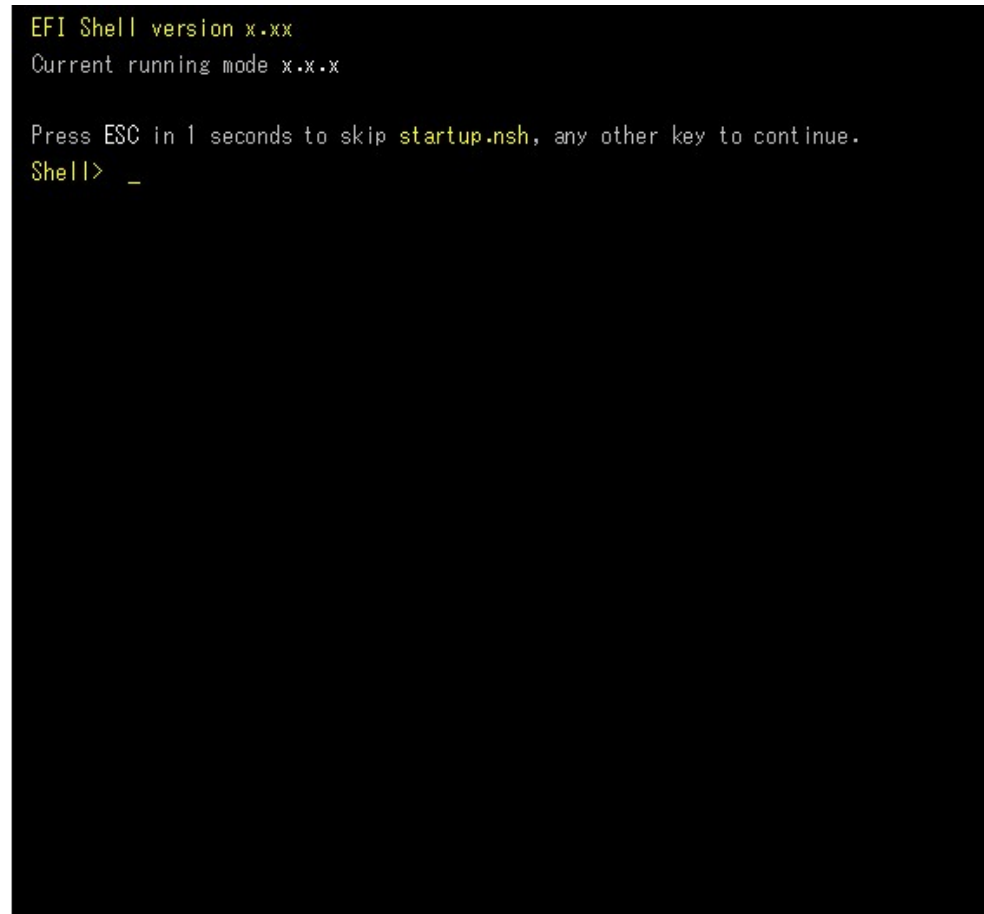 EFI Shell version x.xx
Current running mode x.x.x
Press ESC in 1 seconds to skip startup.nsh, any other key to continue.
Shell> _